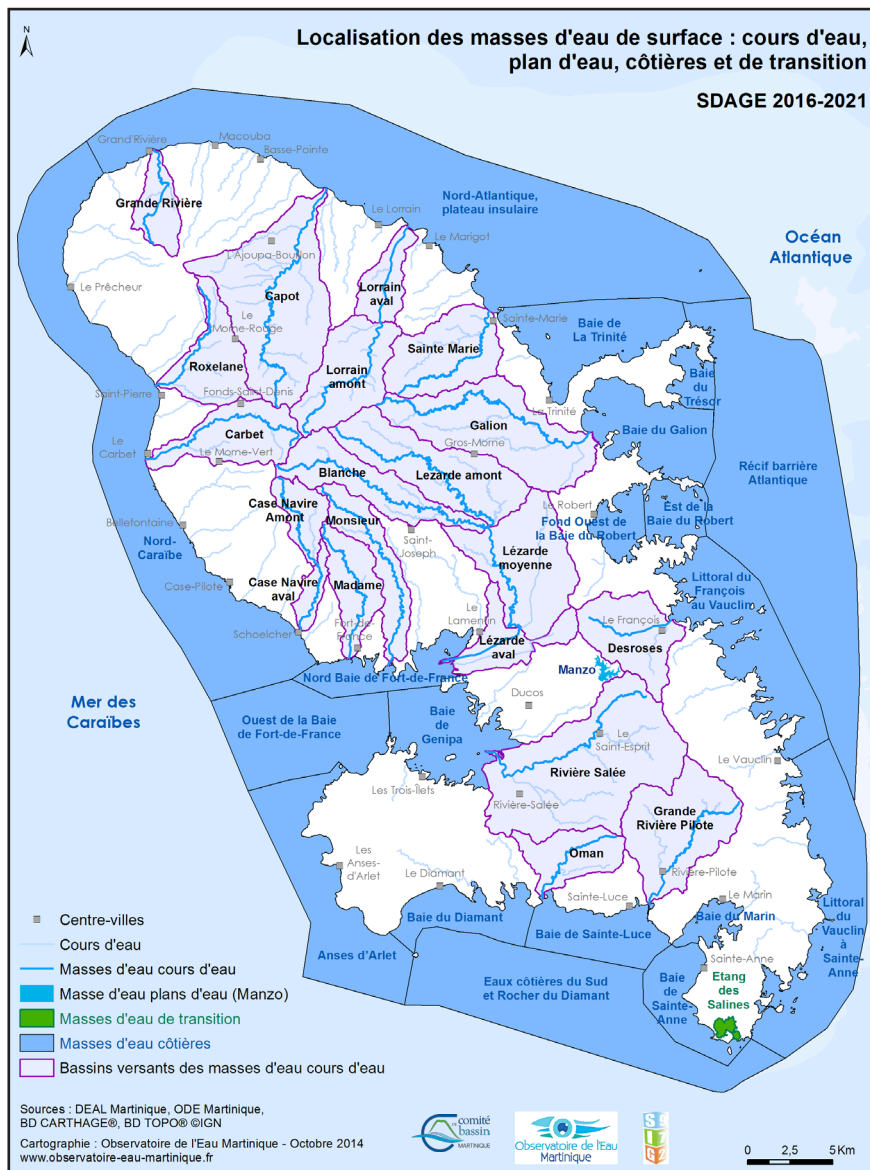 N
Localisation des masses d'eau de surface : cours d'eau,
plan d'eau, côtières et de transition
SDAGE 2016-2021
Grand'Rivière
Macouba
Basse-Pointe
Grande Rivière
Nord-Atlantique,
plateau insulaire
Le Lorrain
Le Marigot
Océan
Atlantique
L'Ajoupa-Bouillon
Le Prêcheur
Capot
Lorrain
aval
Le
Morne-Rouge
Sainte-Marie
Baie de
La Trinité
Sainte Marie
Roxelane
Lorrain
amont
Baie
du
Trésor
Saint-Pierre
Fonds-Saint-Denis
La Trinité
Galion
Baie du Galion
Carbet
Le
Carbet
Le Morne-Vert
Gros-Morne
Blanche
Lezarde amont
Récif barrière
Atlantique
Case Navire
Amont
Monsieur
Le Robert
Est de la
Baie du Robert
Fond Ouest de
la Baie du Robert
Bellefontaine
Nord-
Caraïbe
Saint-
Joseph
Lézarde
moyenne
Case-Pilote
Case Navire
aval
Madame
Littoral du
François
au Vauclin
Le
Lamentin
Le François
Schoelcher
Fort-de-
France
Lézarde
aval
Desroses
Nord Baie de Fort-de-France
Manzo
Mer des
Caraïbes
Ouest de la Baie
de Fort-de-France
Baie
de
Genipa
Ducos
Le
Saint-Esprit
Le Vauclin
Rivière Salée
Les Trois-Îlets
Rivière-Salée
Grande
Rivière Pilote
Les
Anses-
d'Arlet
Oman
Le Diamant
Rivière-Pilote
Sainte-Luce
Le Marin
Baie du Diamant
Baie du Marin
Littoral
du
Vauclin
à
Sainte-
Anne
Baie de Sainte-Luce
Anses d'Arlet
Sainte-Anne
Eaux côtières du Sud
et Rocher du Diamant
Baie
de
Sainte-
Anne
Etang
des
Salines
Centre-villes
Cours d'eau
Masses d'eau cours d'eau
Masse d'eau plans d'eau (Manzo)
Masses d'eau de transition
Masses d'eau côtières
Bassins versants des masses d'eau cours d'eau
Sources : DEAL Martinique, ODE Martinique,
BD CARTHAGE®, BD TOPO® ©IGN
Cartographie : Observatoire de l'Eau Martinique - Octobre 2014
www.observatoire-eau-martinique.fr
comité
de bassin
MARTINIQUE
Observatoire de l'Eau
Martinique
0 2,5 5 Km